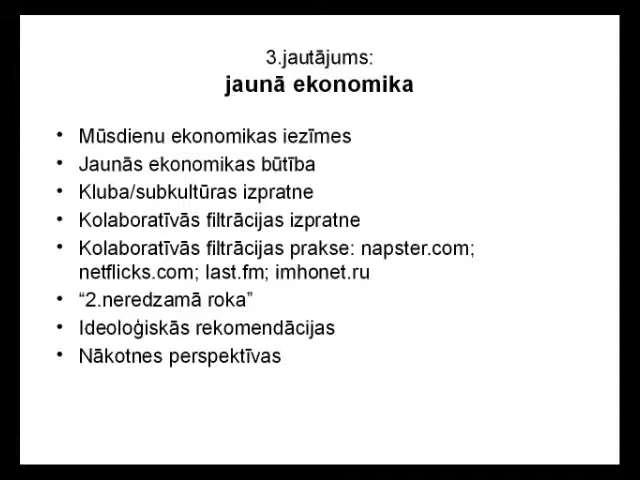 3.jautājums:
jaunā ekonomika
• Mūsdienu ekonomikas iezīmes
• Jaunās ekonomikas būtība
• Kluba/subkultūras izpratne
• Kolaboratīvās filtrācijas izpratne
• Kolaboratīvās filtrācijas prakse: napster.com;
netflicks.com; last.fm; imhonet.ru
• “2.neredzamā roka”
• Ideoloģiskās rekomendācijas
• Nākotnes perspektīvas